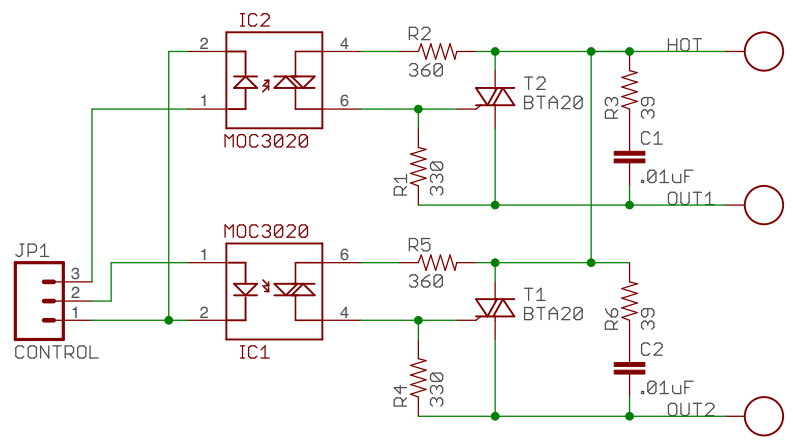 IC2
2
4
R2
HOT
360
T2
BTA20
1
6
R3
39
C1
MOC3020
R1
330
.01uF
OUT1
MOC3020
R5
JP1
1
6
3
360
2
T1
BTA20
1
2
4
R6
39
CONTROL
IC1
C2
R4
330
.01uF
OUT2